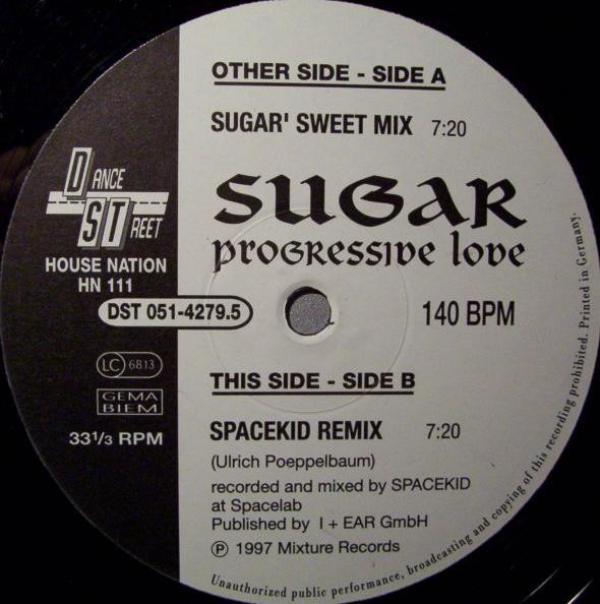 OTHER SIDE - SIDE A
SUGAR' SWEET MIX 7:20
DANCE
STREET
HOUSE NATION
HN 111
DST 051-4279.5
LC 6813
GEMA
BIEM
33 1/3 RPM
SUGAR
PROGRESSIVE LOVE
140 BPM
THIS SIDE - SIDE B
SPACEKID REMIX 7:20
(Ulrich Poeppelbaum)
recorded and mixed by SPACEKID
at Spacelab
Published by I + EAR GmbH
℗ 1997 Mixture Records
Unauthorized public performance, broadcasting and copying of this recording prohibited. Printed in Germany.